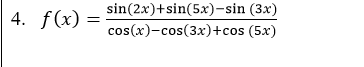 4. f(x) = sin(2x)+sin(5x)−sin (3x) / cos(x)−cos(3x)+cos (5x)